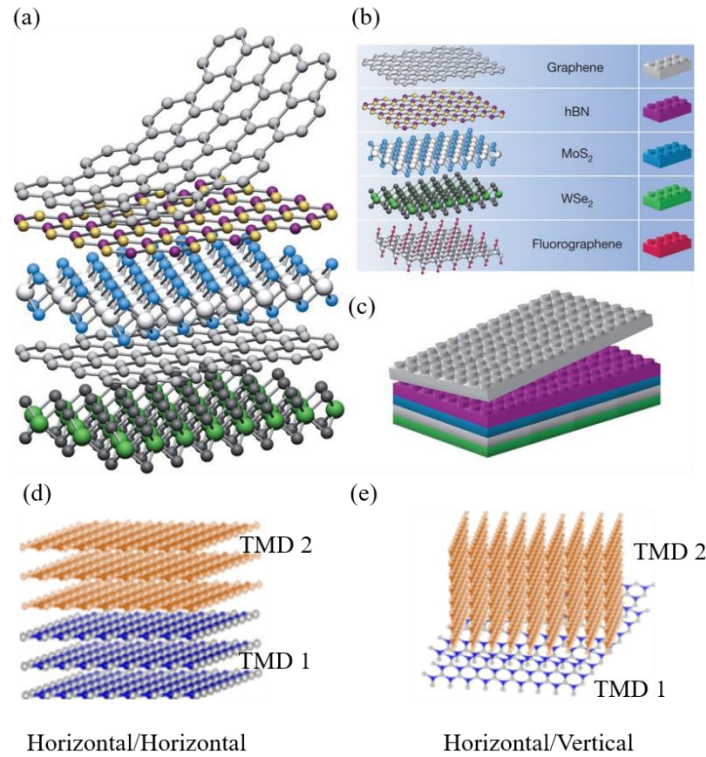 (a)
(b)
Graphene
hBN
MoS₂
WSe₂
Fluorographene
(c)
(d)
TMD 2
TMD 1
Horizontal/Horizontal
(e)
TMD 2
TMD 1
Horizontal/Vertical